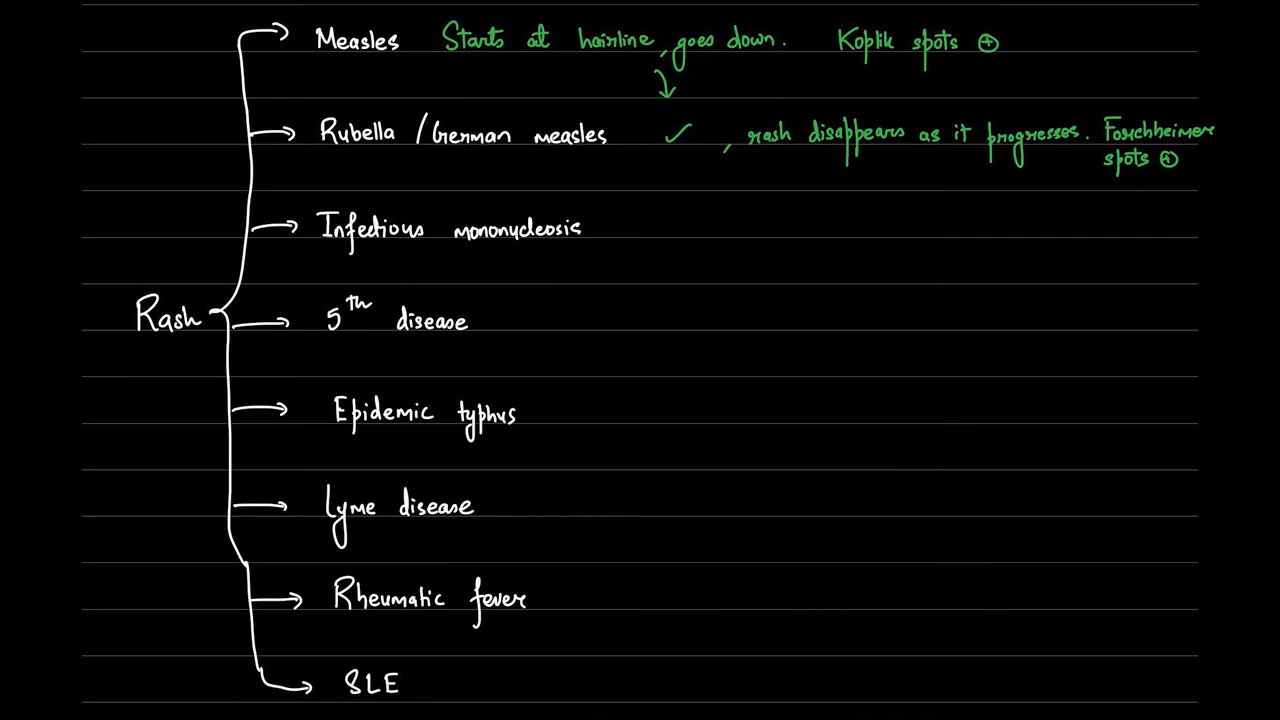 Measles Starts at hairline, goes down. Koplik spots ⊕
Rubella / German measles ✓, rash disappears as it progresses. Forchheimer
spots ⊕
Infectious mononucleosis
5th disease
Rash
Epidemic typhus
Lyme disease
Rheumatic fever
SLE